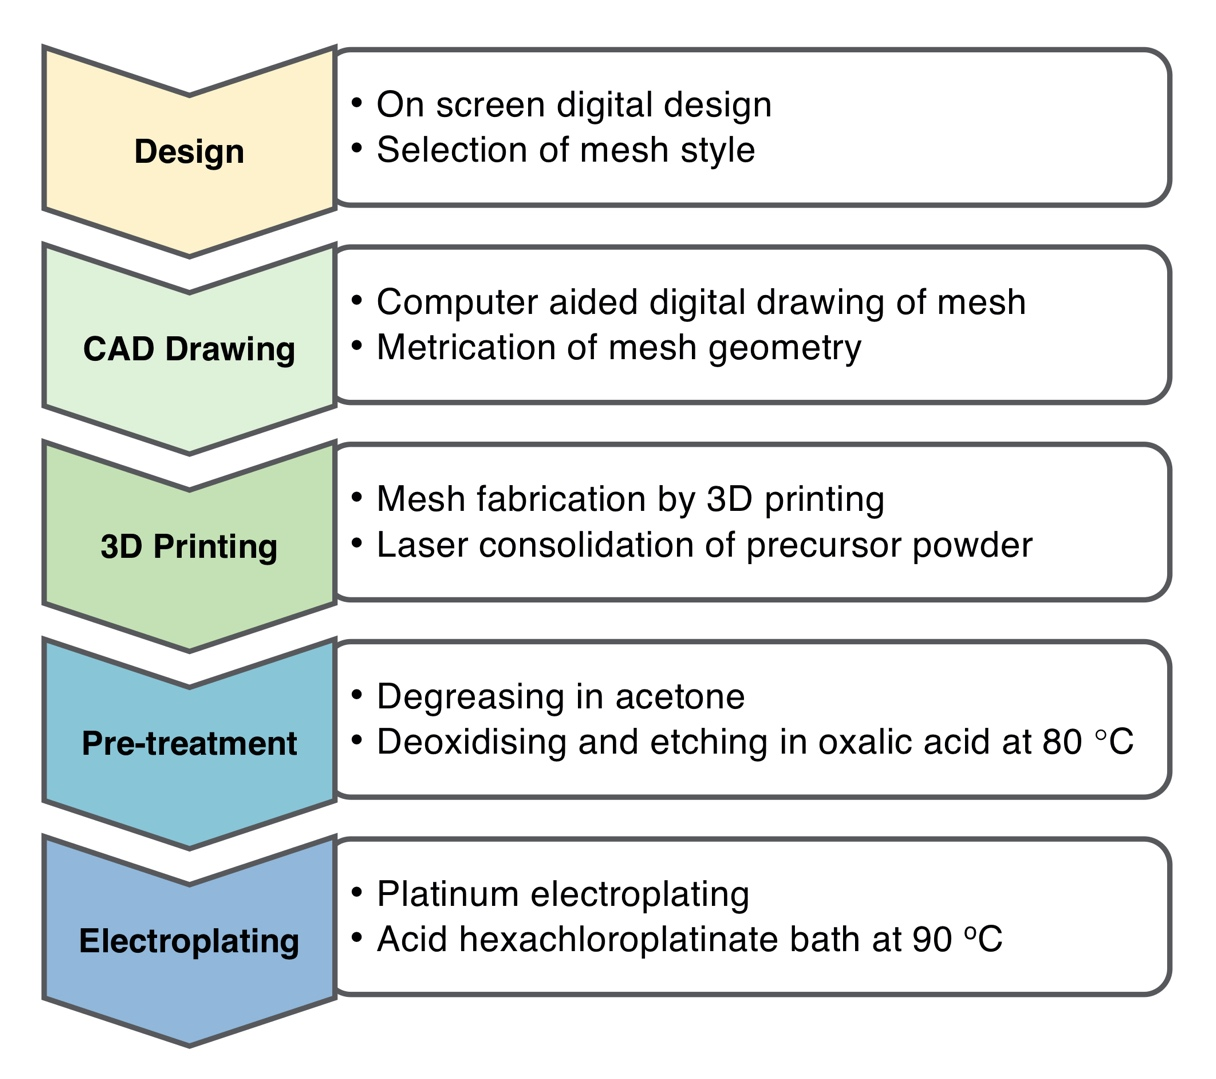 Design
• On screen digital design
• Selection of mesh style
CAD Drawing
• Computer aided digital drawing of mesh
• Metrication of mesh geometry
3D Printing
• Mesh fabrication by 3D printing
• Laser consolidation of precursor powder
Pre-treatment
• Degreasing in acetone
• Deoxidising and etching in oxalic acid at 80 °C
Electroplating
• Platinum electroplating
• Acid hexachloroplatinate bath at 90 ºC